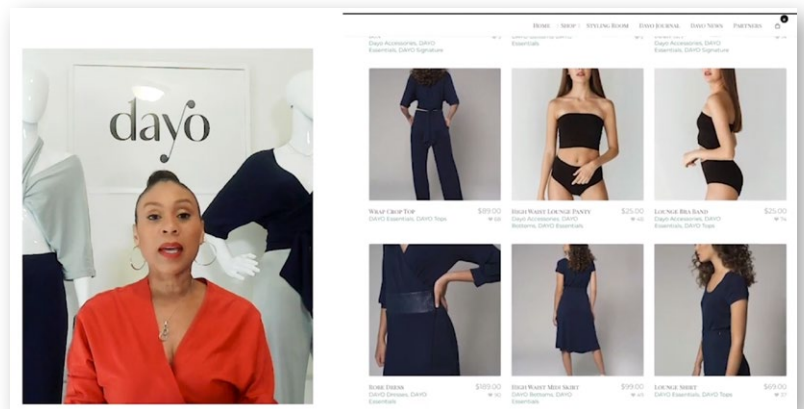 dayo
HOME
SHOP
STYLING ROOM
DAYO JOURNAL
DAYO NEWS
PARTNERS
Dayo Accessories, DAYO
Essentials, DAYO Signature
Essentials
Dayo Accessories, DAYO
Essentials, DAYO Signature
WRAP CROP TOP
$89.00
DAYO Essentials, DAYO Tops
HIGH WAIST LOUNGE PANTY
$25.00
Dayo Accessories, DAYO
Bottoms, DAYO Essentials,
LOUNGE BRA BAND
$25.00
Dayo Accessories, DAYO
Essentials, DAYO Tops
ROBE DRESS
$189.00
DAYO Dresses, DAYO
Essentials
HIGH WAIST MIDI SKIRT
$99.00
DAYO Bottoms, DAYO
Essentials
LOUNGE SHIRT
$69.00
DAYO Essentials, DAYO Tops